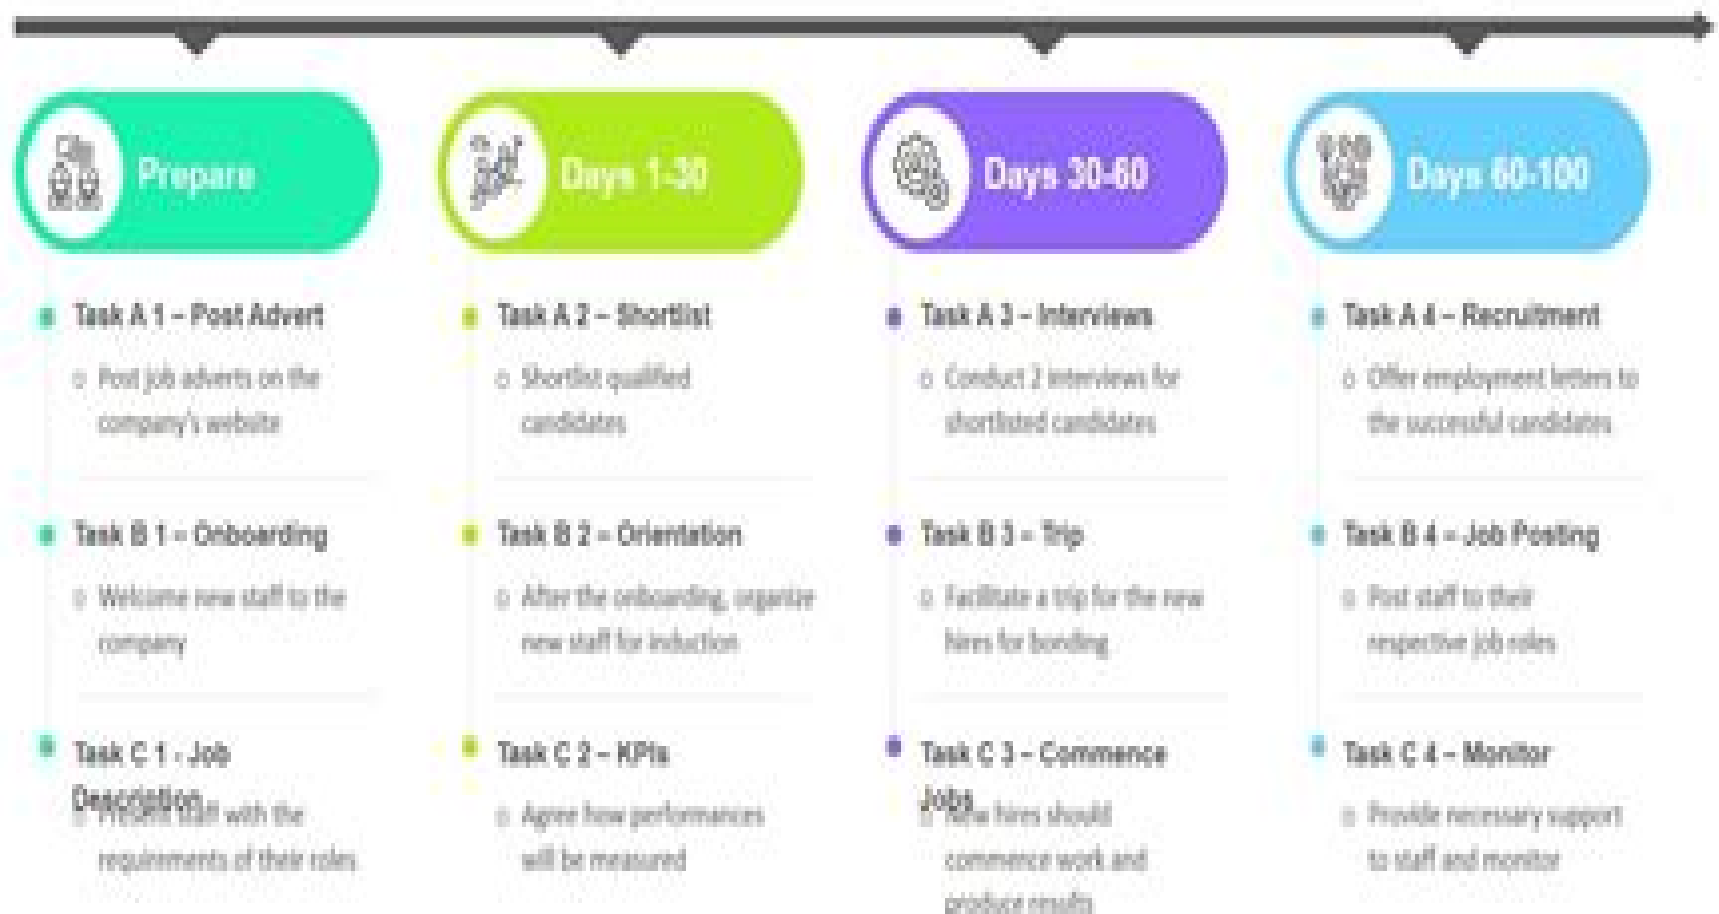 Prepare
Task A 1 – Post Advert
o Post job adverts on the
company's website
Task B 1 – Onboarding
o Welcome new staff to the
company
Task C 1 - Job
Description
o Present staff with the
requirements of their roles
Days 1-30
Task A 2 – Shortlist
o Shortlist qualified
candidates
Task B 2 – Orientation
o After the onboarding, organize
new staff for induction
Task C 2 – KPIs
o Agree how performances
will be measured
Days 30-60
Task A 3 – Interviews
o Conduct 2 interviews for
shortlisted candidates
Task B 3 – Trip
o Facilitate a trip for the new
hires for bonding
Task C 3 – Commence
Jobs
o New hires should
commence work and
produce results
Days 60-100
Task A 4 – Recruitment
o Offer employment letters to
the successful candidates
Task B 4 – Job Posting
o Post staff to their
respective job roles
Task C 4 – Monitor
o Provide necessary support
to staff and monitor